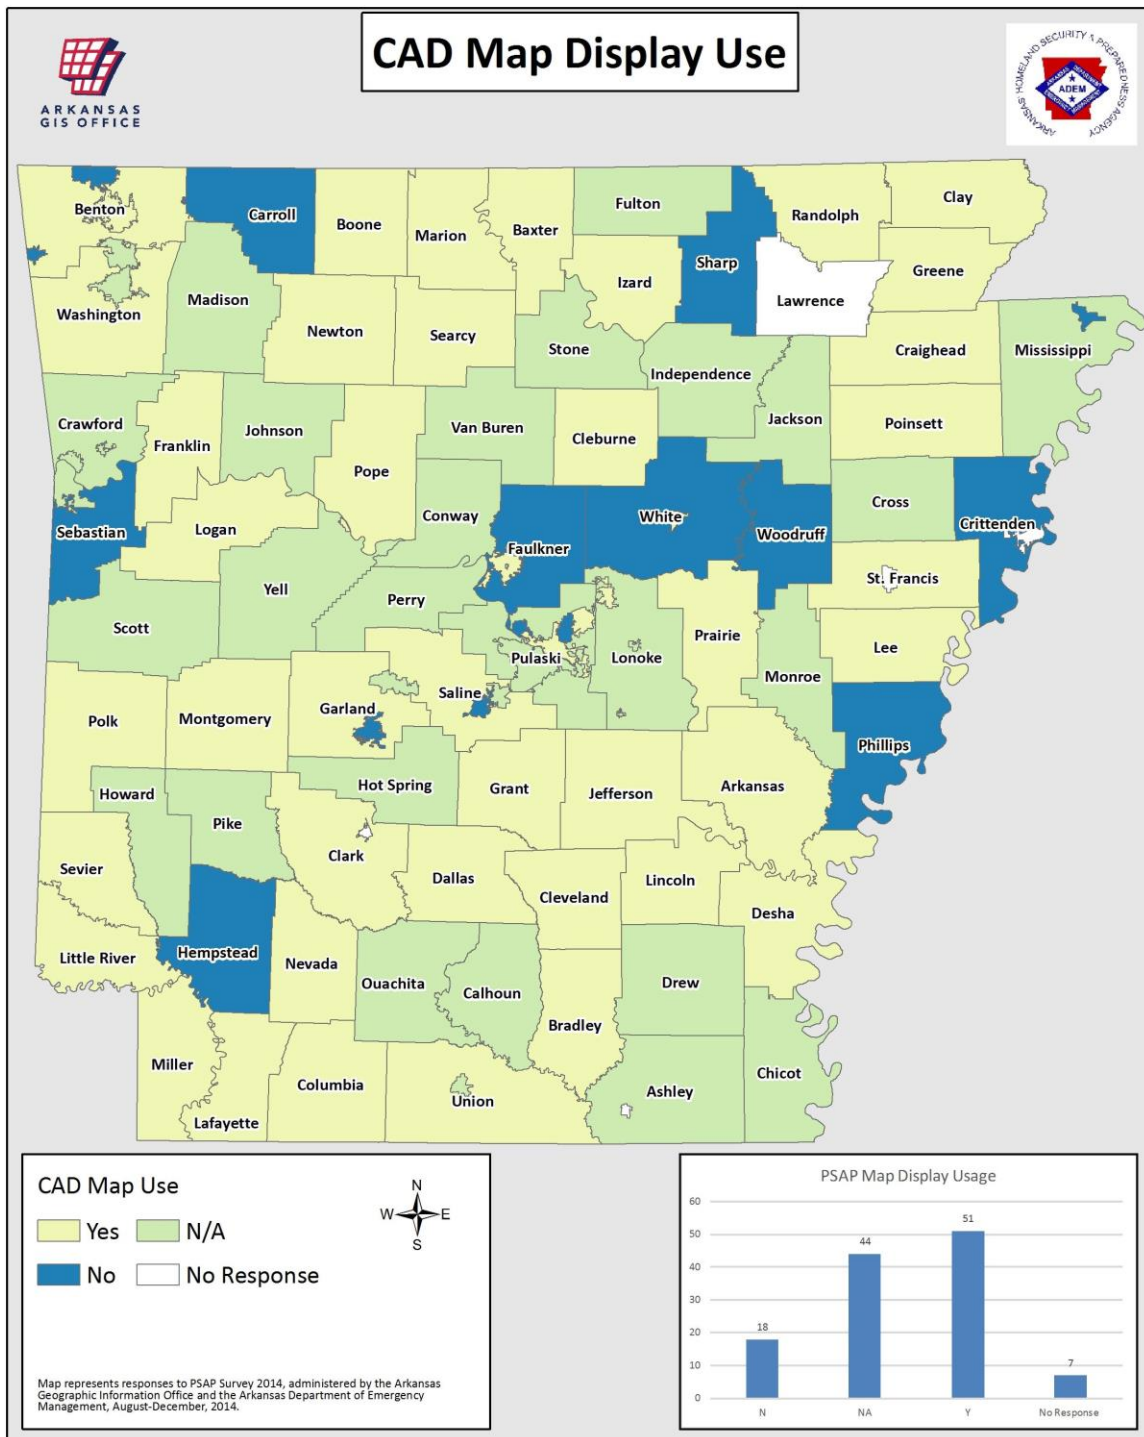 CAD Map Display Use
ARKANSAS
GIS OFFICE
ARKANSAS' HOMELAND SECURITY & PREPAREDNESS AGENCY
ADEM
Benton
Carroll
Boone
Marion
Baxter
Fulton
Sharp
Randolph
Clay
Greene
Izard
Lawrence
Madison
Washington
Newton
Searcy
Stone
Independence
Craighead
Mississippi
Crawford
Franklin
Johnson
Pope
Van Buren
Cleburne
Jackson
Poinsett
Sebastian
Logan
Conway
Faulkner
White
Woodruff
Cross
Crittenden
St. Francis
Scott
Yell
Perry
Pulaski
Lonoke
Prairie
Monroe
Lee
Polk
Montgomery
Garland
Saline
Phillips
Howard
Pike
Hot Spring
Grant
Jefferson
Arkansas
Sevier
Clark
Dallas
Cleveland
Lincoln
Desha
Little River
Hempstead
Nevada
Ouachita
Calhoun
Bradley
Drew
Miller
Lafayette
Columbia
Union
Ashley
Chicot
CAD Map Use
Yes
N/A
No
No Response
N
W
E
S
Map represents responses to PSAP Survey 2014, administered by the Arkansas
Geographic Information Office and the Arkansas Department of Emergency
Management, August-December, 2014.
PSAP Map Display Usage
60
50
40
30
20
10
0
18
44
51
7
N
NA
Y
No Response